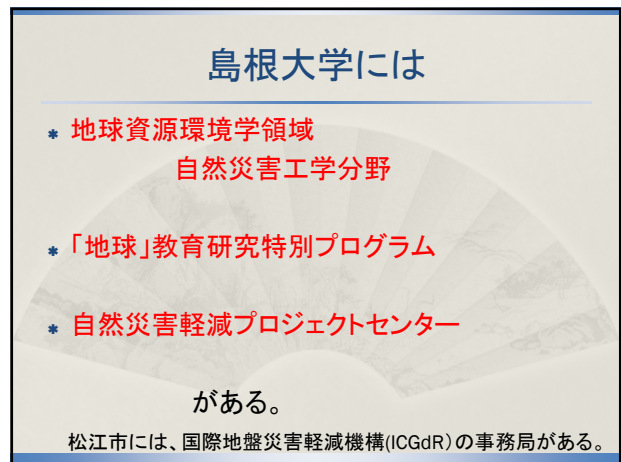 島根大学には
* 地球資源環境学領域
自然災害工学分野
* 「地球」教育研究特別プログラム
* 自然災害軽減プロジェクトセンター
がある。
松江市には、国際地盤災害軽減機構(ICGdR)の事務局がある。